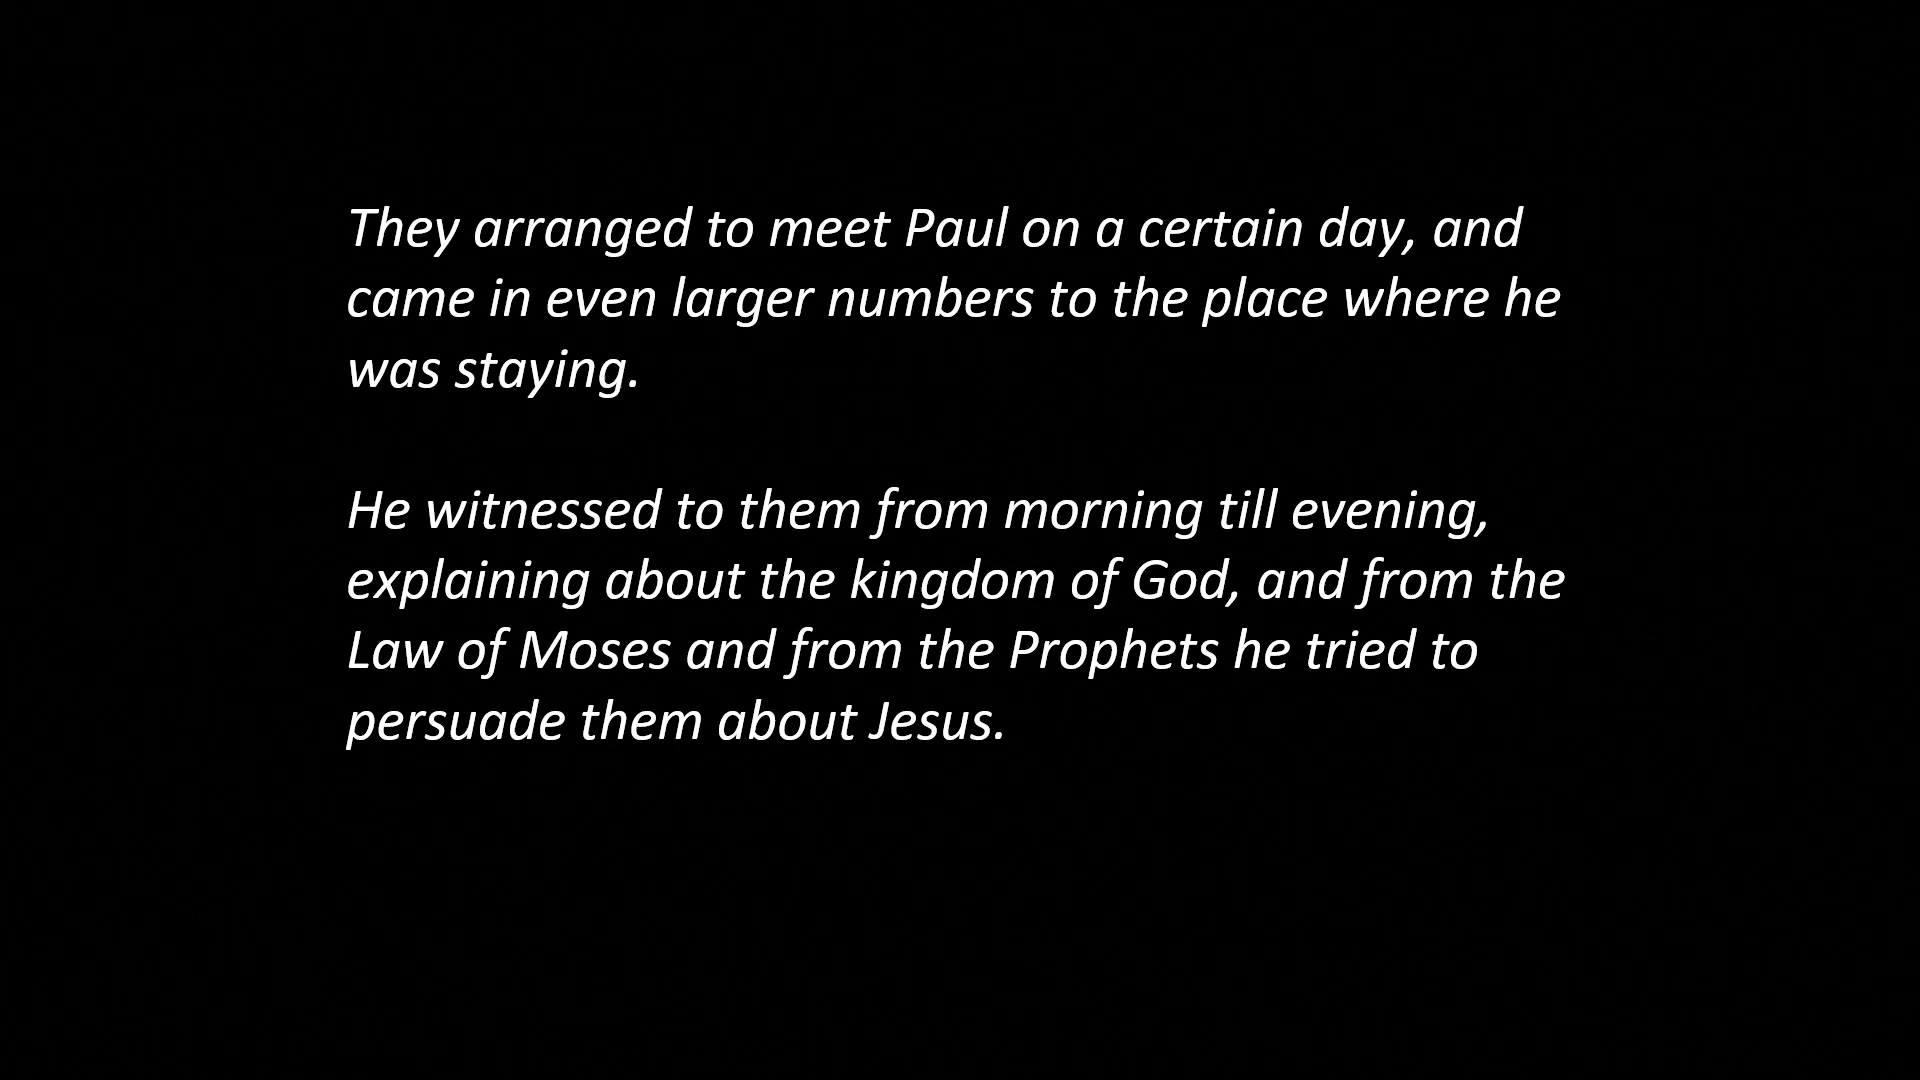 They arranged to meet Paul on a certain day, and
came in even larger numbers to the place where he
was staying.
He witnessed to them from morning till evening,
explaining about the kingdom of God, and from the
Law of Moses and from the Prophets he tried to
persuade them about Jesus.